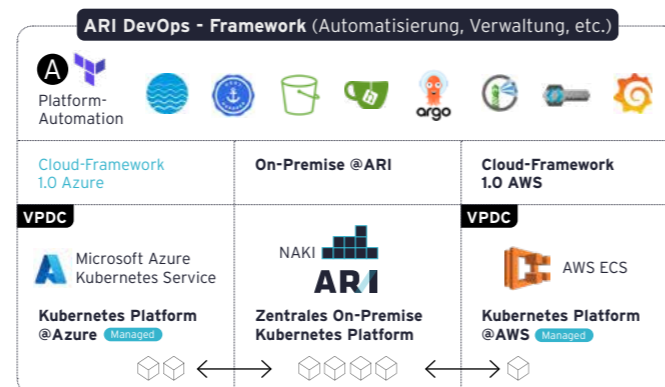 ARI DevOps - Framework (Automatisierung, Verwaltung, etc.)
A
Platform-
Automation
argo
Cloud-Framework
1.0 Azure
On-Premise @ARI
Cloud-Framework
1.0 AWS
VPDC
Microsoft Azure
Kubernetes Service
NAKI
ARI
VPDC
AWS ECS
Kubernetes Platform
@Azure Managed
Zentrales On-Premise
Kubernetes Platform
Kubernetes Platform
@AWS Managed